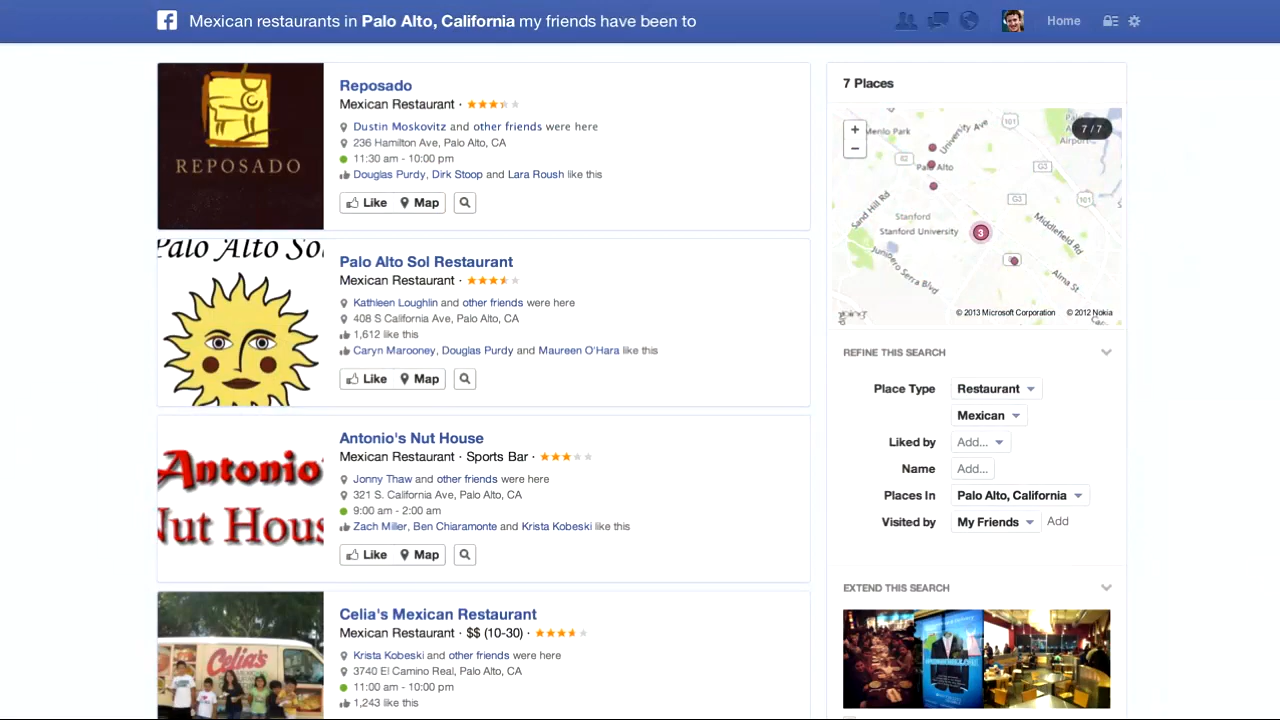 Mexican restaurants in Palo Alto, California my friends have been to
Home
REPOSADO
Reposado
Mexican Restaurant ·
Dustin Moskovitz and other friends were here
236 Hamilton Ave, Palo Alto, CA
11:30 am - 10:00 pm
Douglas Purdy, Dirk Stoop and Lara Roush like this
Like Map
Palo Alto Sol
Palo Alto Sol Restaurant
Mexican Restaurant ·
Kathleen Loughlin and other friends were here
408 S California Ave, Palo Alto, CA
1,612 like this
Caryn Marooney, Douglas Purdy and Maureen O'Hara like this
Like Map
Antonio
Nut Hous
Antonio's Nut House
Mexican Restaurant · Sports Bar ·
Jonny Thaw and other friends were here
321 S. California Ave, Palo Alto, CA
9:00 am - 2:00 am
Zach Miller, Ben Chiaramonte and Krista Kobeski like this
Like Map
Celia's
Celia's Mexican Restaurant
Mexican Restaurant · $$ (10-30) ·
Krista Kobeski and other friends were here
3740 El Camino Real, Palo Alto, CA
11:00 am - 10:00 pm
1,243 like this
7 Places
+
−
7 / 7
Menlo Park
University Ave
101
Airport
82
Palo Alto
G3
G3
101
Sand Hill Rd
Stanford
Stanford University
3
Middlefield Rd
Junipero Serra Blvd
Alma St
© 2013 Microsoft Corporation © 2012 Nokia
REFINE THIS SEARCH
Place Type Restaurant
Mexican
Liked by Add...
Name Add...
Places In Palo Alto, California
Visited by My Friends Add
EXTEND THIS SEARCH